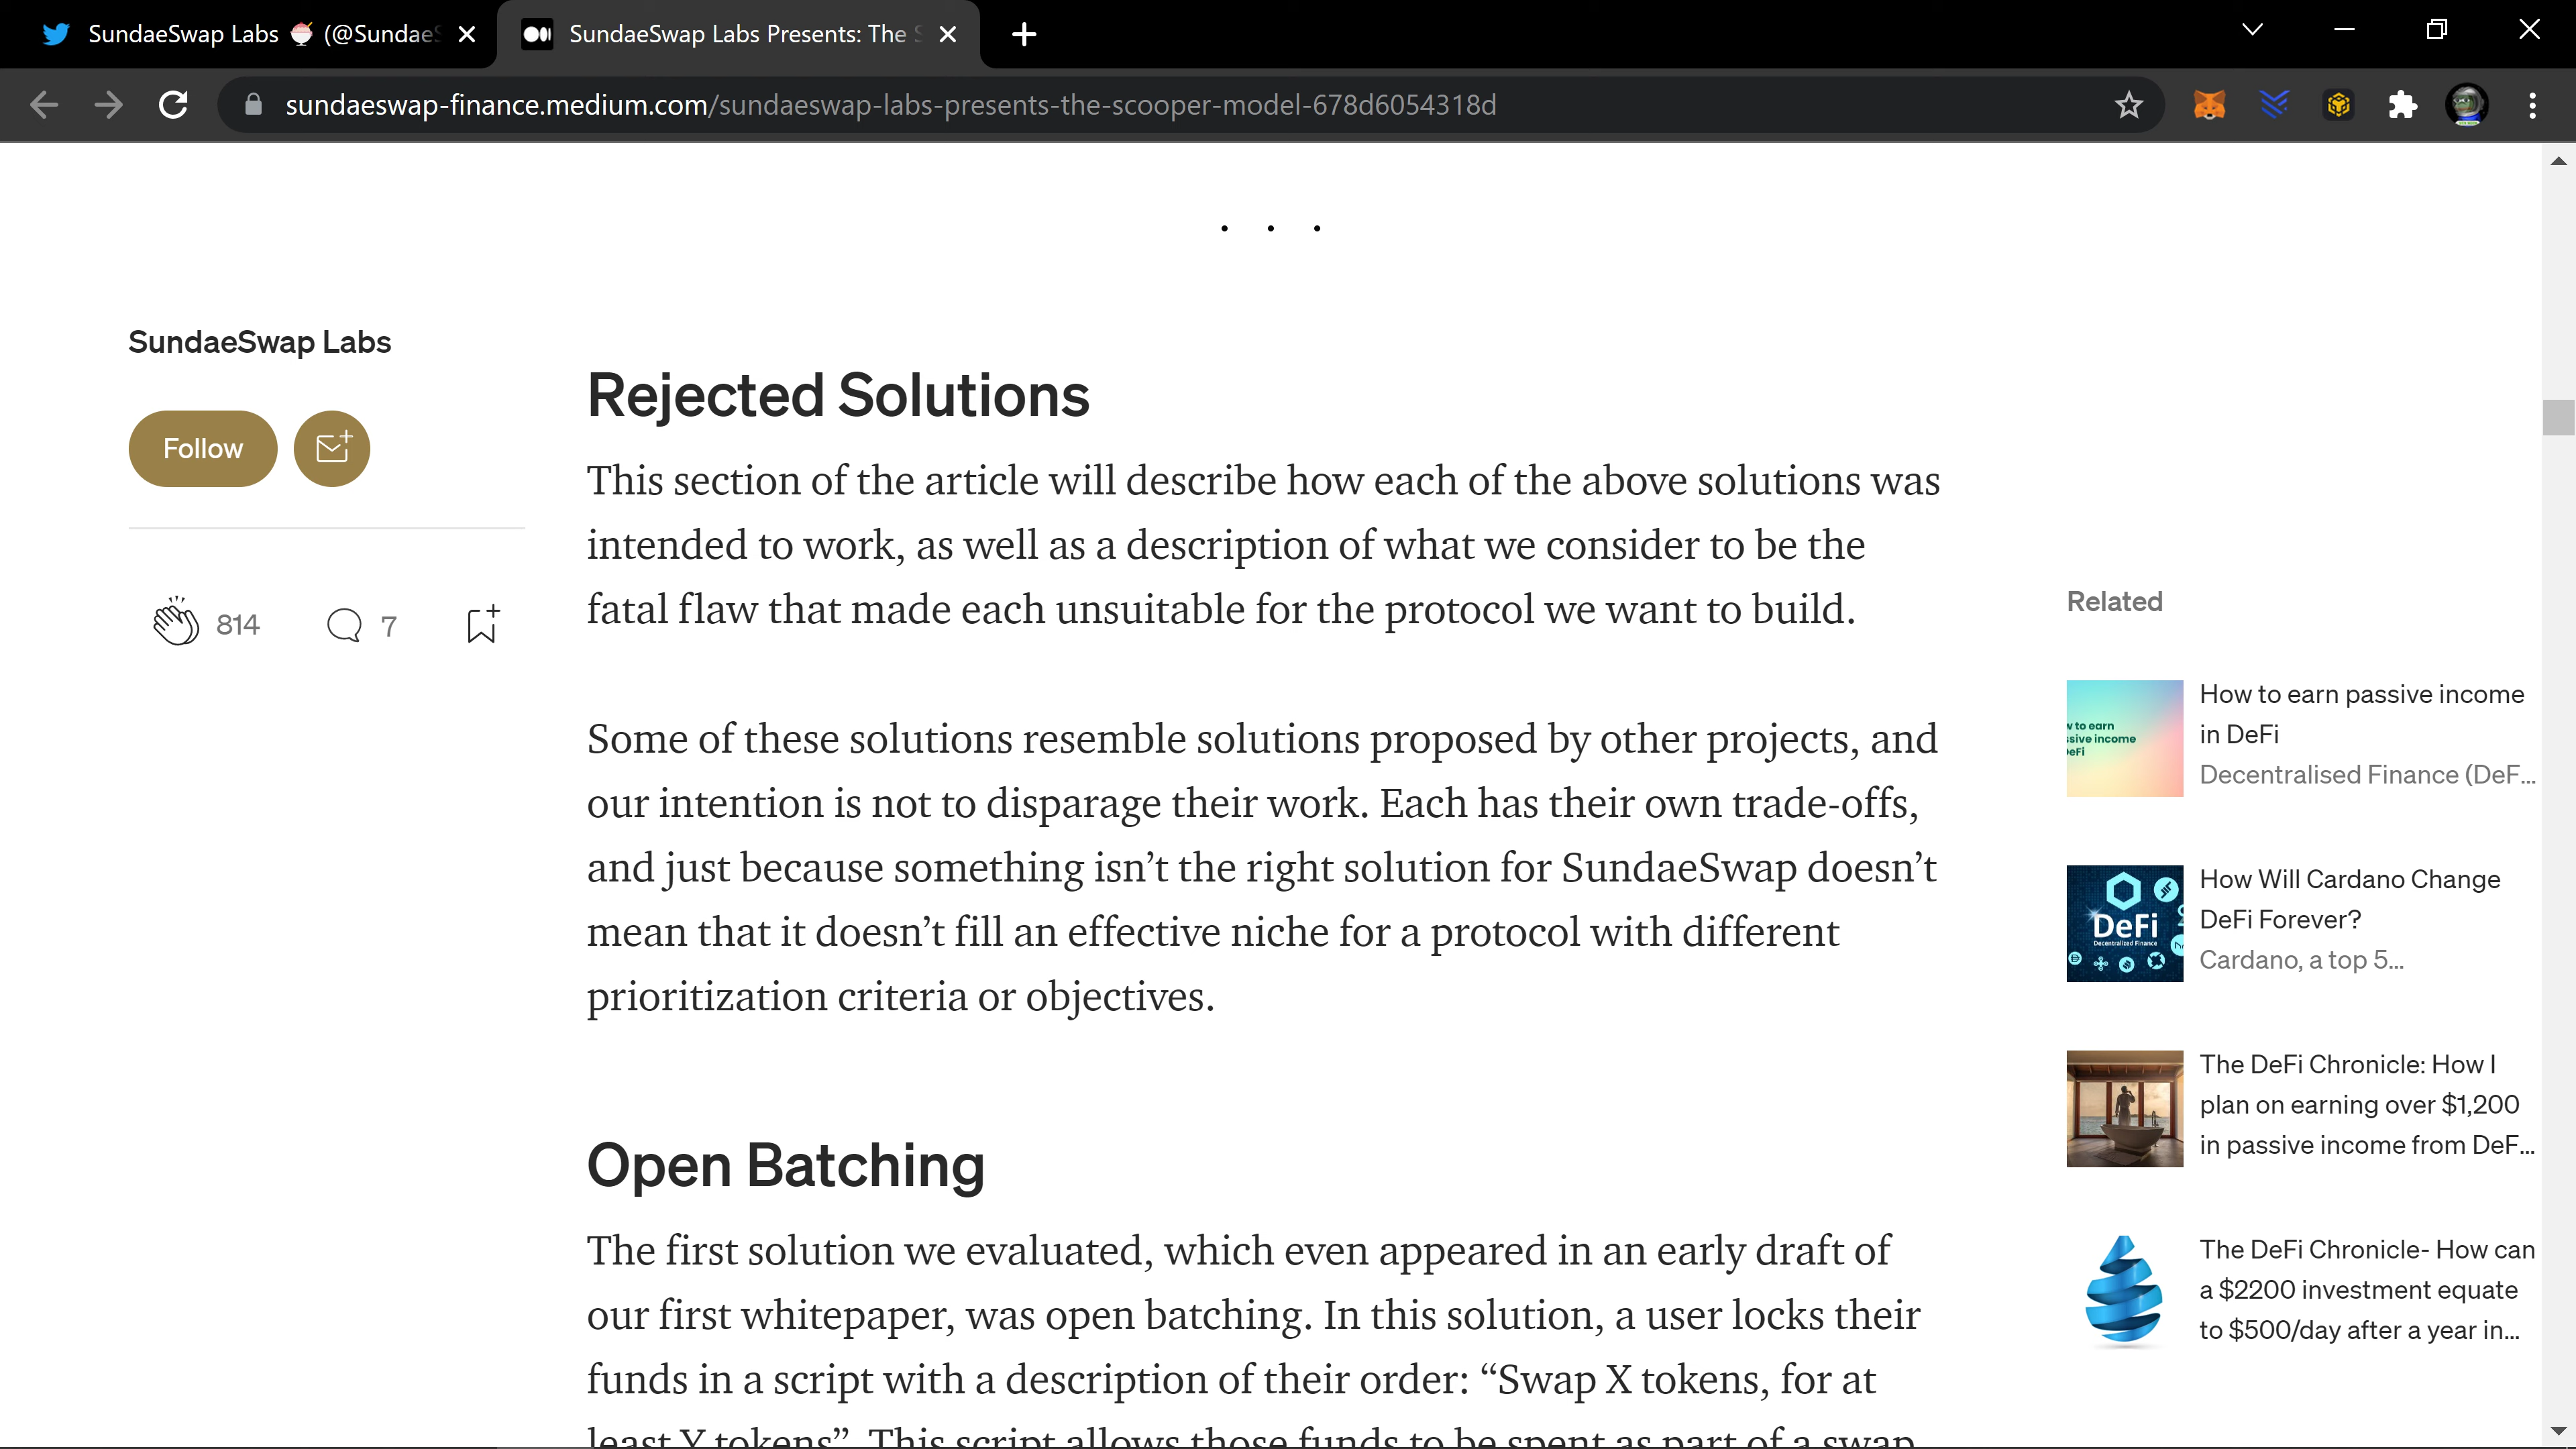 SundaeSwap Labs 🍧 (@Sundae
SundaeSwap Labs Presents: The S
sundaeswap-finance.medium.com/sundaeswap-labs-presents-the-scooper-model-678d6054318d
. . .
SundaeSwap Labs
Follow
814
7
Rejected Solutions
This section of the article will describe how each of the above solutions was
intended to work, as well as a description of what we consider to be the
fatal flaw that made each unsuitable for the protocol we want to build.
Some of these solutions resemble solutions proposed by other projects, and
our intention is not to disparage their work. Each has their own trade-offs,
and just because something isn’t the right solution for SundaeSwap doesn’t
mean that it doesn’t fill an effective niche for a protocol with different
prioritization criteria or objectives.
Open Batching
The first solution we evaluated, which even appeared in an early draft of
our first whitepaper, was open batching. In this solution, a user locks their
funds in a script with a description of their order: “Swap X tokens, for at
least Y tokens”. This script allows those funds to be spent as part of a swap
Related
w to earn
ssive income
DeFi
How to earn passive income
in DeFi
Decentralised Finance (DeF...
DeFi
Decentralized Finance
How Will Cardano Change
DeFi Forever?
Cardano, a top 5...
The DeFi Chronicle: How I
plan on earning over $1,200
in passive income from DeF...
The DeFi Chronicle- How can
a $2200 investment equate
to $500/day after a year in...